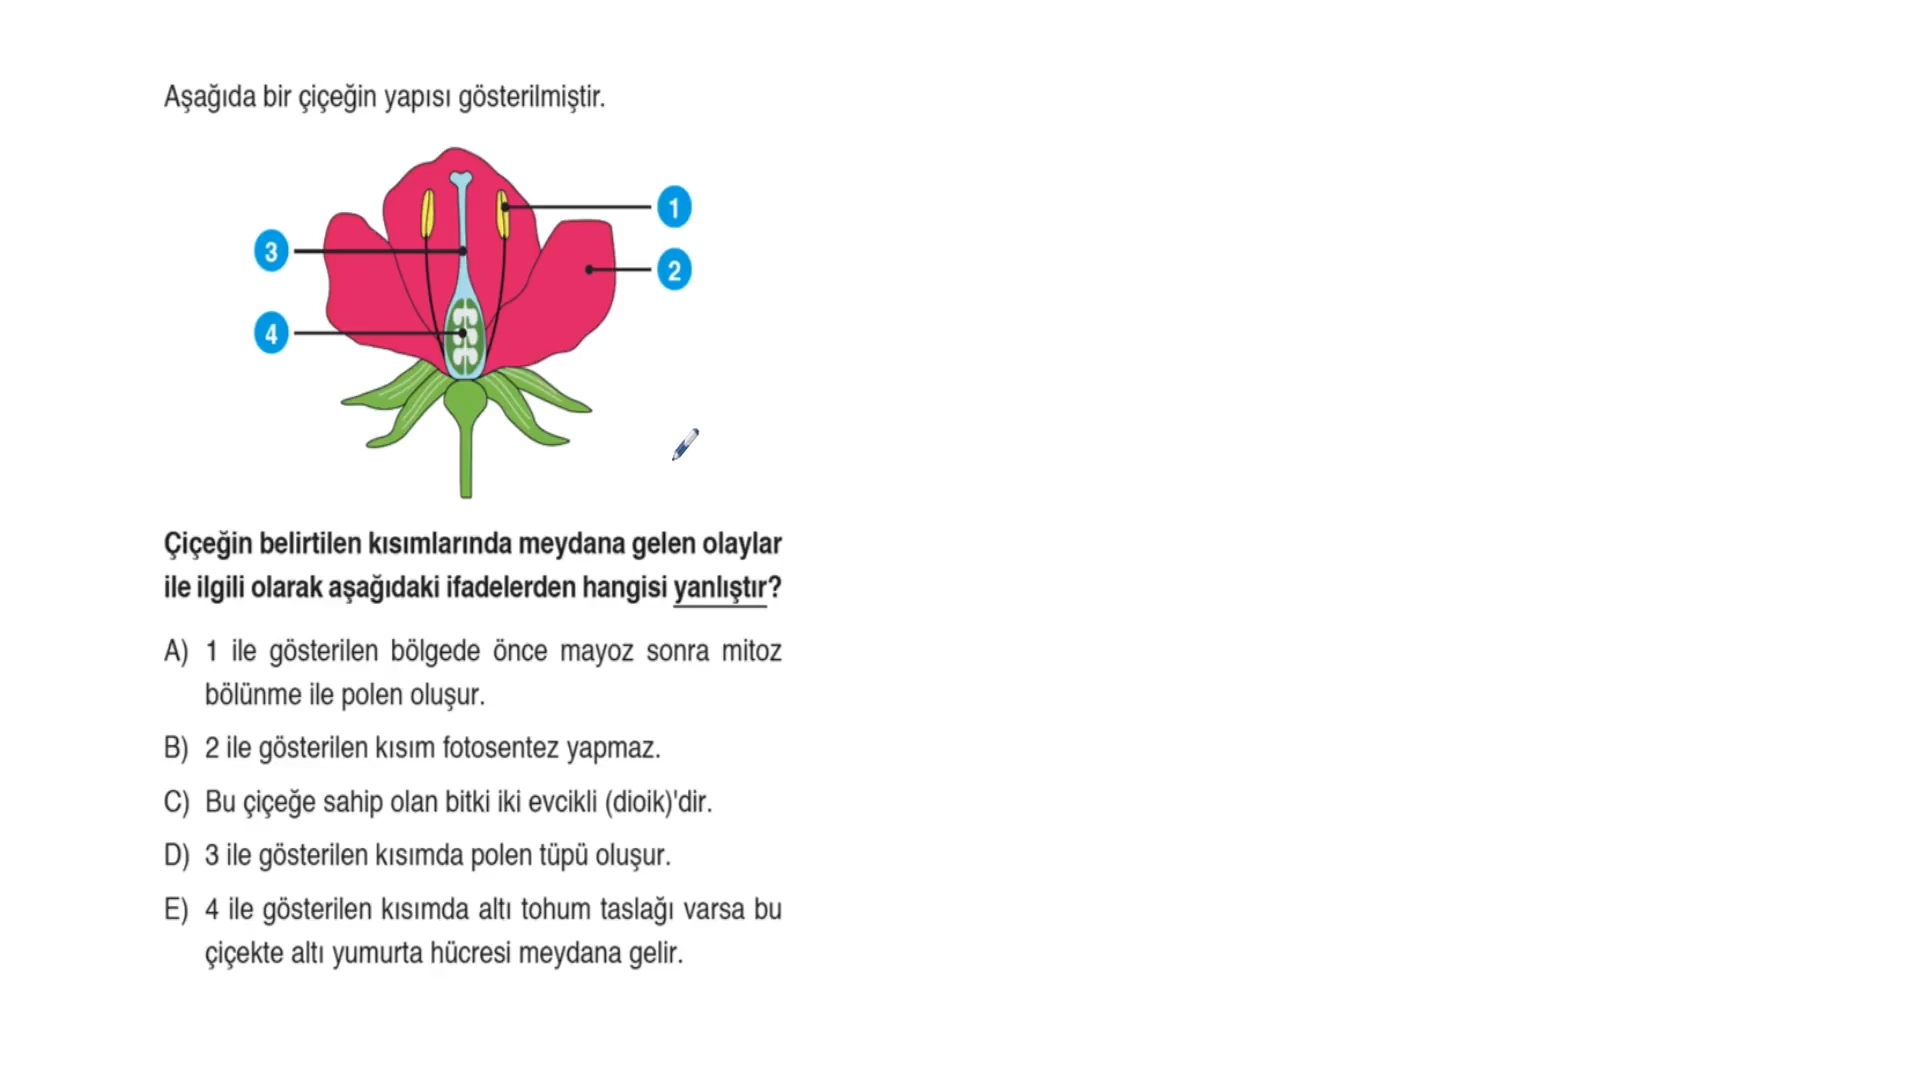 Aşağıda bir çiçeğin yapısı gösterilmiştir.
1
3
2
4
Çiçeğin belirtilen kısımlarında meydana gelen olaylar
ile ilgili olarak aşağıdaki ifadelerden hangisi yanlıştır?
A) 1 ile gösterilen bölgede önce mayoz sonra mitoz
bölünme ile polen oluşur.
B) 2 ile gösterilen kısım fotosentez yapmaz.
C) Bu çiçeğe sahip olan bitki iki evcikli (dioik)'dir.
D) 3 ile gösterilen kısımda polen tüpü oluşur.
E) 4 ile gösterilen kısımda altı tohum taslağı varsa bu
çiçekte altı yumurta hücresi meydana gelir.